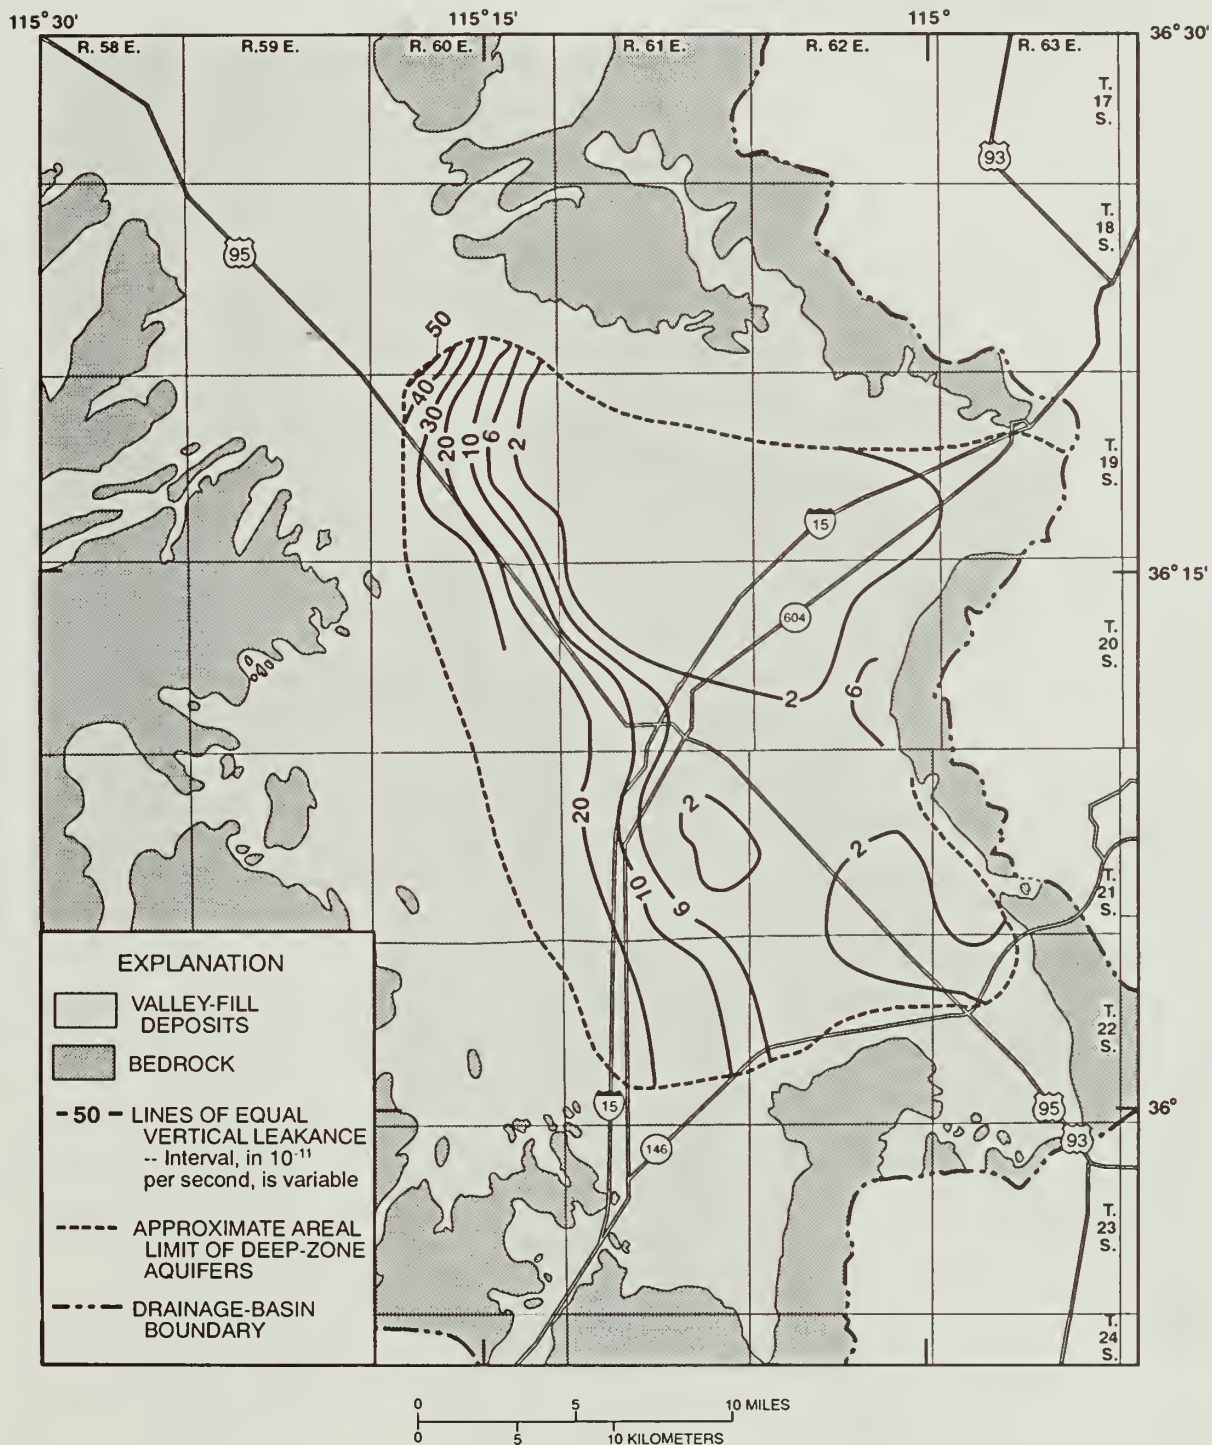 115° 30' 115° 15' 115°
36° 30'
R. 58 E. R.59 E. R. 60 E. R. 61 E. R. 62 E. R. 63 E.
T.
17
S.
93
T.
18
S.
95
50
40
30
20
10
6
2
T.
19
S.
15
36° 15'
604
T.
20
S.
2
6
20
2
2
10
6
T.
21
S.
EXPLANATION
VALLEY-FILL
DEPOSITS
BEDROCK
-50- LINES OF EQUAL
VERTICAL LEAKANCE
-- Interval, in 10⁻¹¹
per second, is variable
APPROXIMATE AREAL
LIMIT OF DEEP-ZONE
AQUIFERS
DRAINAGE-BASIN
BOUNDARY
T.
22
S.
36°
15
95
93
146
T.
23
S.
T.
24
S.
0 5 10 MILES
0 5 10 KILOMETERS